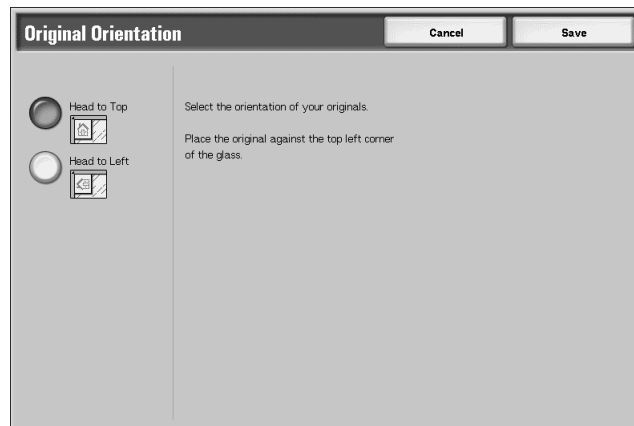 Original Orientation
Cancel
Save
Head to Top
Head to Left
Select the orientation of your originals.
Place the original against the top left corner
of the glass.